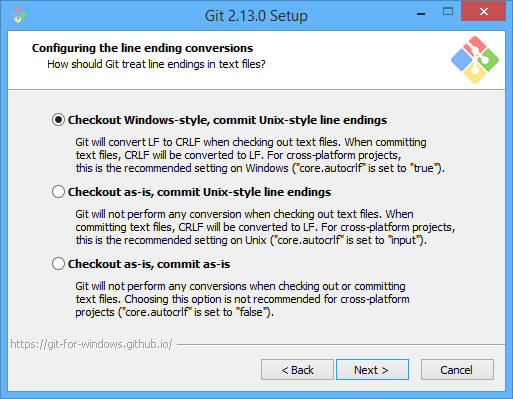 Git 2.13.0 Setup
Configuring the line ending conversions
How should Git treat line endings in text files?
Checkout Windows-style, commit Unix-style line endings
Git will convert LF to CRLF when checking out text files. When committing
text files, CRLF will be converted to LF. For cross-platform projects,
this is the recommended setting on Windows ("core.autocrlf" is set to "true").
Checkout as-is, commit Unix-style line endings
Git will not perform any conversion when checking out text files. When
committing text files, CRLF will be converted to LF. For cross-platform projects,
this is the recommended setting on Unix ("core.autocrlf" is set to "input").
Checkout as-is, commit as-is
Git will not perform any conversions when checking out or committing
text files. Choosing this option is not recommended for cross-platform
projects ("core.autocrlf" is set to "false").
https://git-for-windows.github.io/
< Back
Next >
Cancel